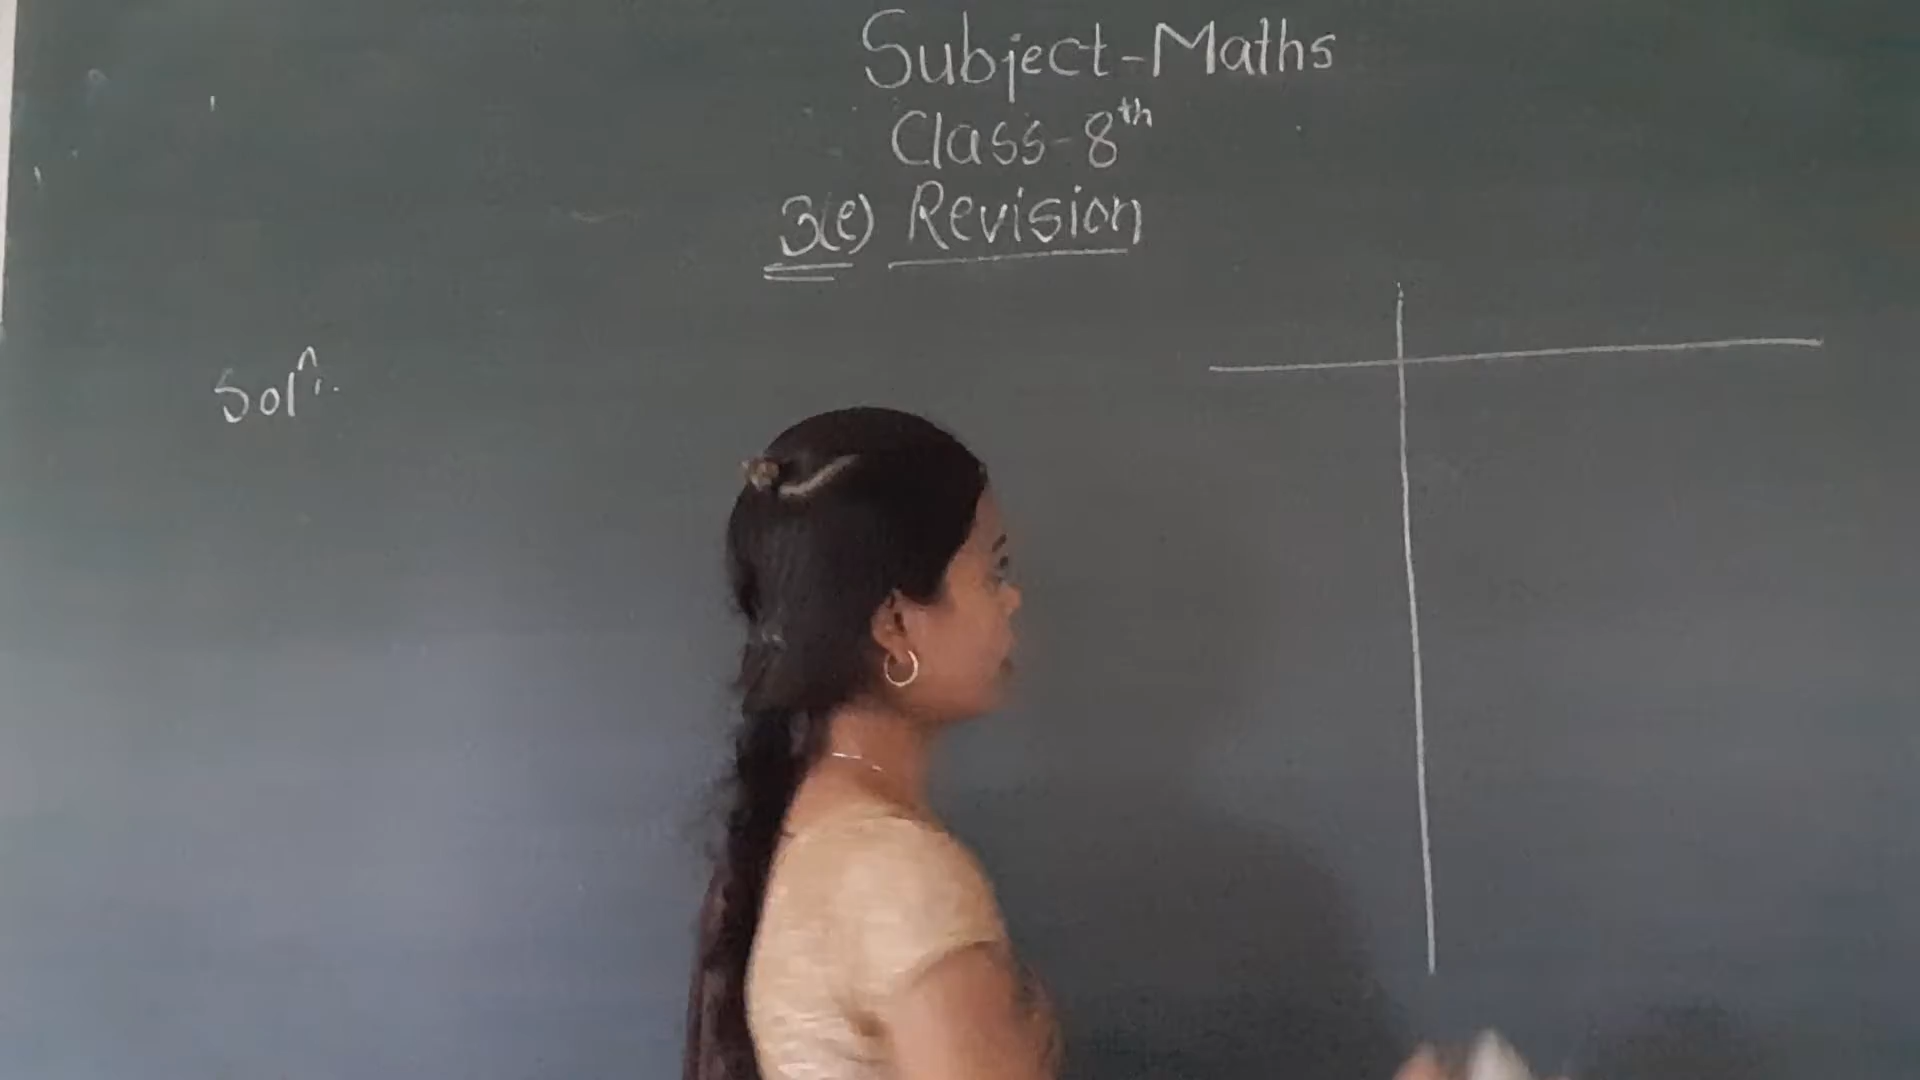 Subject-Maths
Class-8th
3(e) Revision
Soln:.